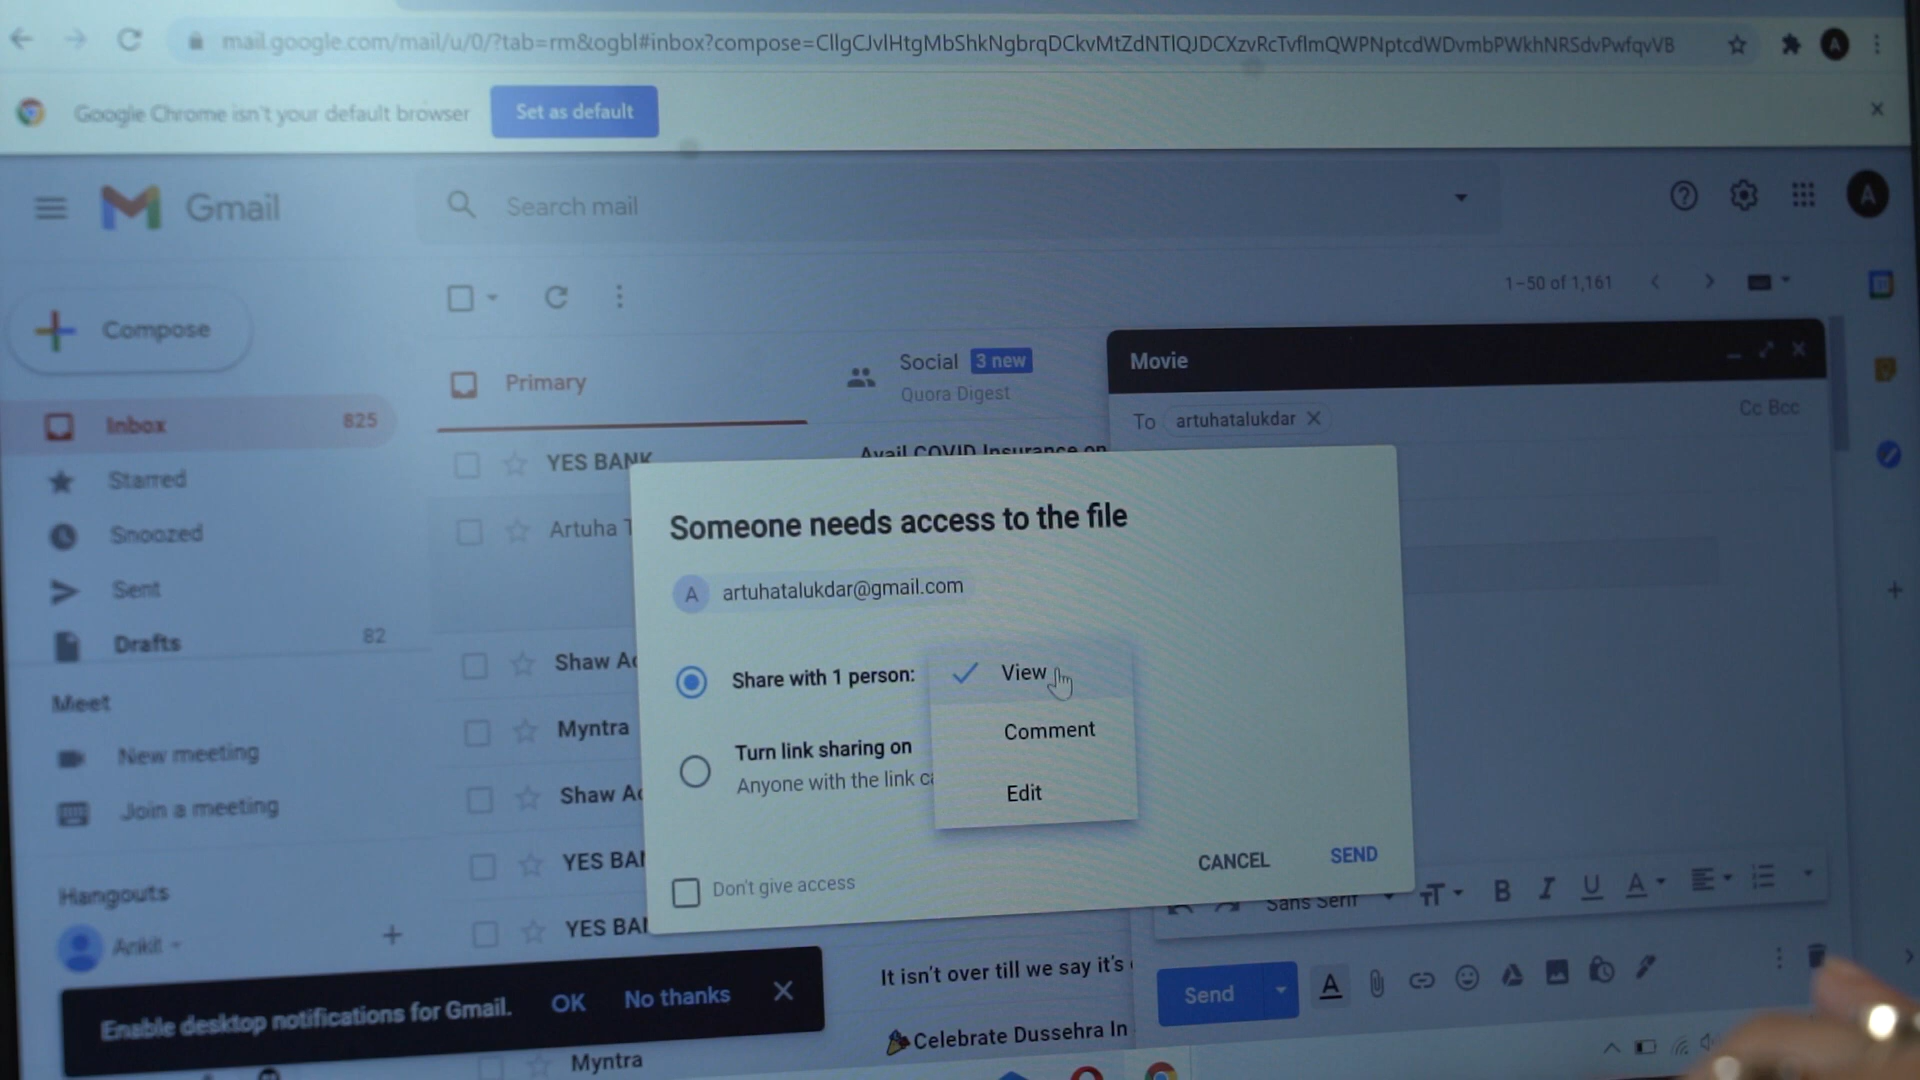 mail.google.com/mail/u/0/?tab=rm&ogbl#inbox?compose=
Google Chrome isn't your default browser
Set as default
Gmail
Search mail
1–50 of 1,161
Compose
Primary
Social 3 new
Quora Digest
Movie
To artuhatalukdar
Cc Bcc
Inbox 825
Starred
Snoozed
Sent
Drafts 82
Meet
New meeting
Join a meeting
Hangouts
Ankit
YES BANK
Avail COVID Insurance on
Artuha T
Shaw Ac
Myntra
Shaw Ac
YES BAN
YES BAN
Myntra
Someone needs access to the file
A artuhatalukdar@gmail.com
Share with 1 person:
View
Comment
Edit
Turn link sharing on
Anyone with the link ca
Don't give access
CANCEL
SEND
Sans Serif
Send
It isn't over till we say it's
Celebrate Dussehra In
Enable desktop notifications for Gmail.
OK
No thanks